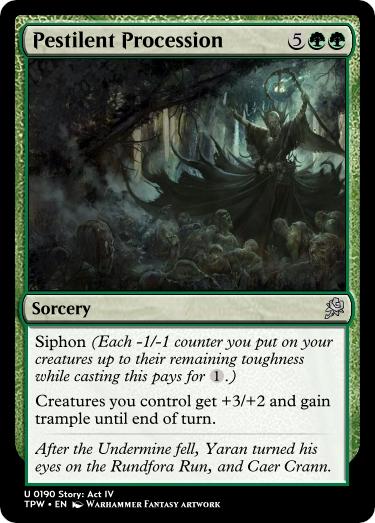 Pestilent Procession 5
Sorcery
Siphon (Each -1/-1 counter you put on your
creatures up to their remaining toughness
while casting this pays for 1.)
Creatures you control get +3/+2 and gain
trample until end of turn.
After the Undermine fell, Yaran turned his
eyes on the Rundfora Run, and Caer Crann.
U 0190 Story: Act IV
TPW • EN Warhammer Fantasy artwork